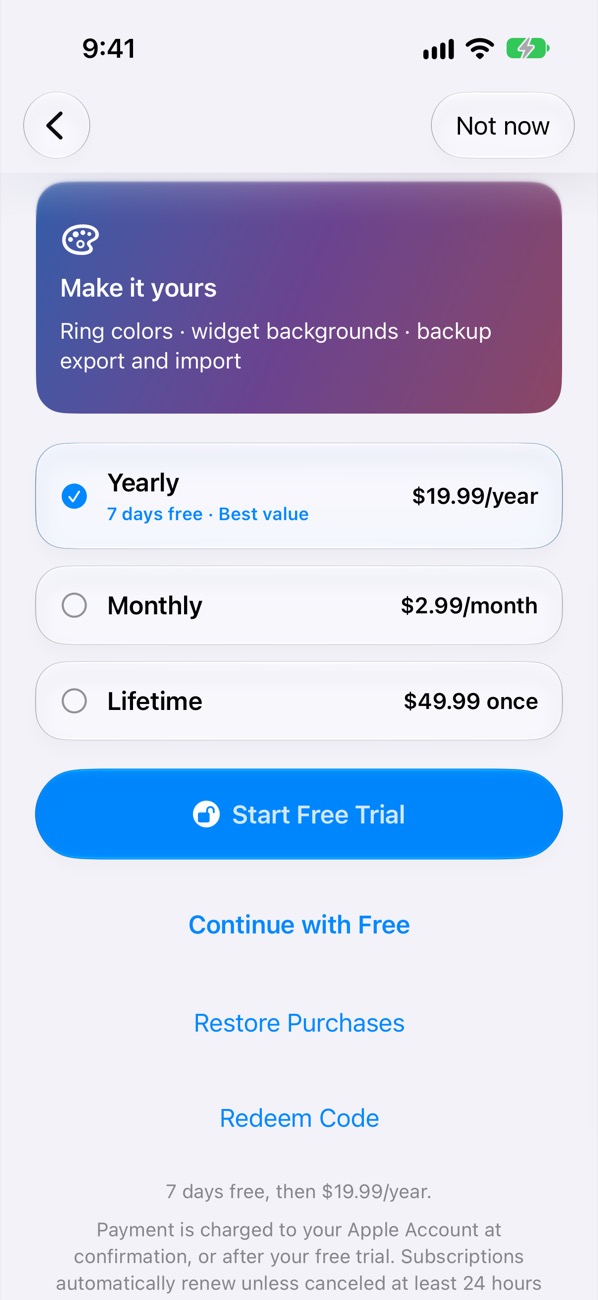 9:41
Not now
Make it yours
Ring colors · widget backgrounds · backup
export and import
Yearly
7 days free · Best value
$19.99/year
Monthly
$2.99/month
Lifetime
$49.99 once
Start Free Trial
Continue with Free
Restore Purchases
Redeem Code
7 days free, then $19.99/year.
Payment is charged to your Apple Account at
confirmation, or after your free trial. Subscriptions
automatically renew unless canceled at least 24 hours